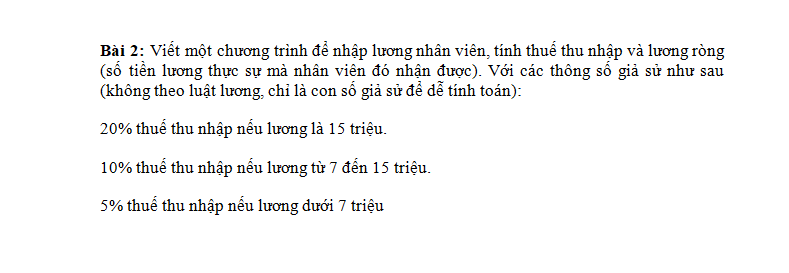 Bài 2: Viết một chương trình để nhập lương nhân viên, tính thuế thu nhập và lương ròng
(số tiền lương thực sự mà nhân viên đó nhận được). Với các thông số giả sử như sau
(không theo luật lương, chỉ là con số giả sử để dễ tính toán):
20% thuế thu nhập nếu lương là 15 triệu.
10% thuế thu nhập nếu lương từ 7 đến 15 triệu.
5% thuế thu nhập nếu lương dưới 7 triệu